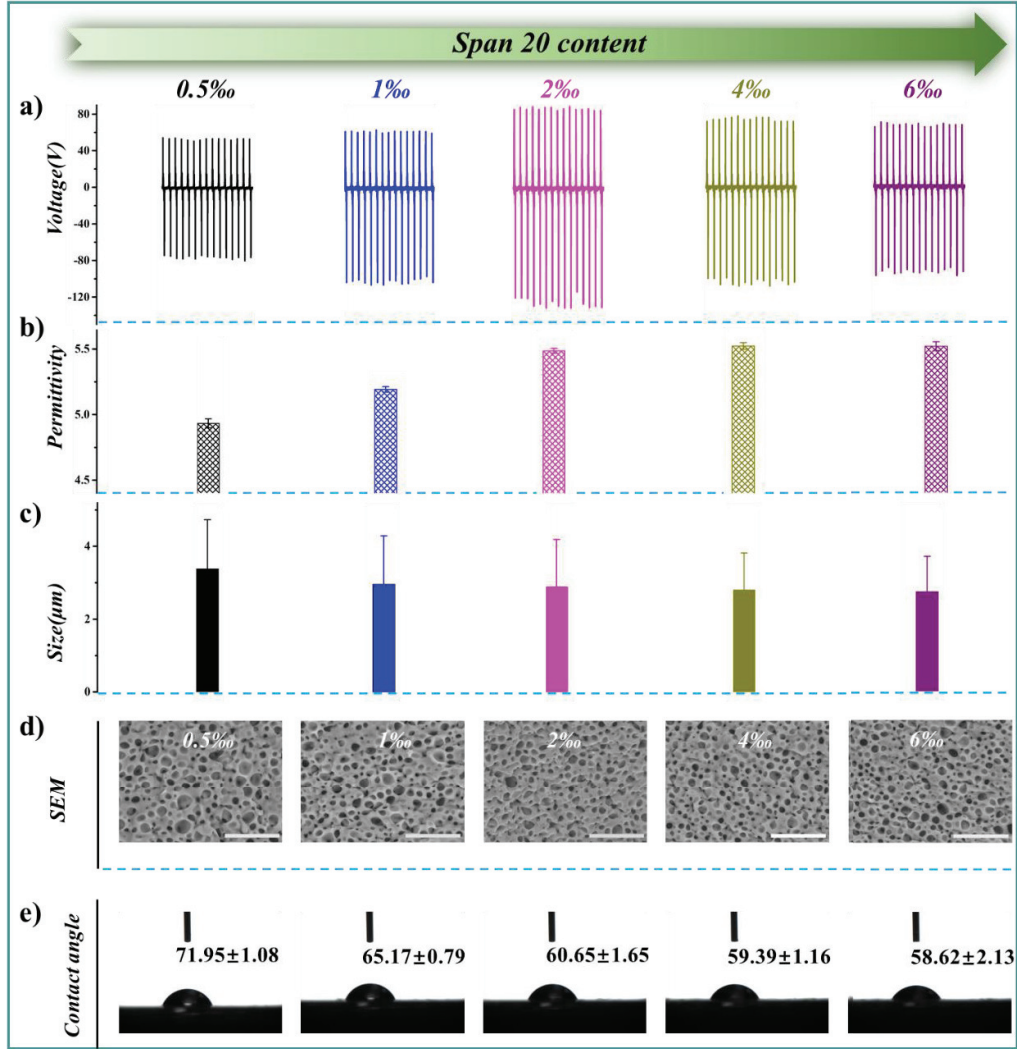 Span 20 content
0.5‰ 1‰ 2‰ 4‰ 6‰
a)
Voltage(V)
80
40
0
-40
-80
-120
b)
Permittivity
5.5
5.0
4.5
c)
Size(μm)
4
2
0
d)
SEM
0.5‰ 1‰ 2‰ 4‰ 6‰
e)
Contact angle
71.95±1.08 65.17±0.79 60.65±1.65 59.39±1.16 58.62±2.13